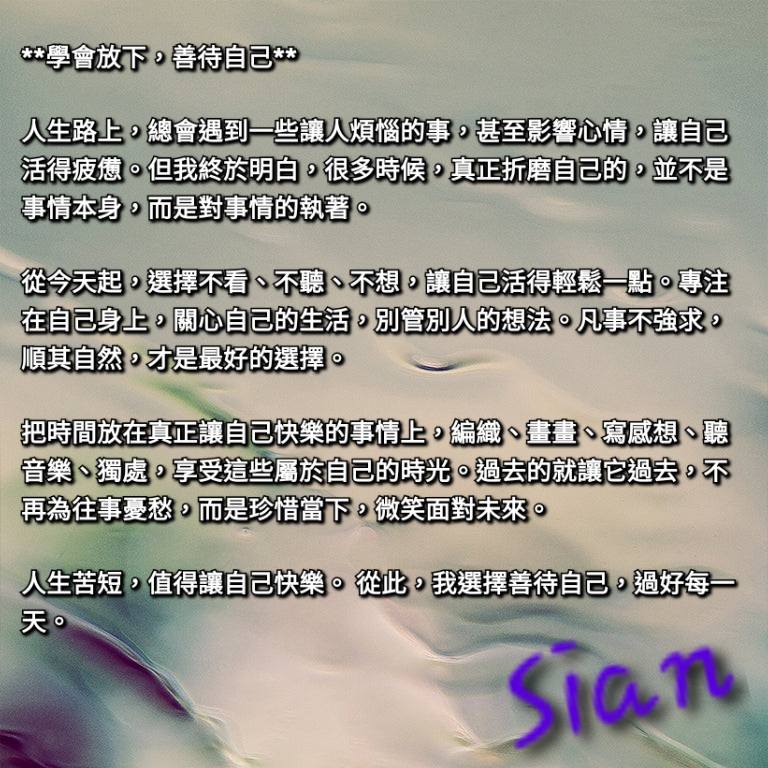 **學會放下，善待自己**
人生路上，總會遇到一些讓人煩惱的事，甚至影響心情，讓自己
活得疲憊。但我終於明白，很多時候，真正折磨自己的，並不是
事情本身，而是對事情的執著。
從今天起，選擇不看、不聽、不想，讓自己活得輕鬆一點。專注
在自己身上，關心自己的生活，別管別人的想法。凡事不強求，
順其自然，才是最好的選擇。
把時間放在真正讓自己快樂的事情上，編織、畫畫、寫感想、聽
音樂、獨處，享受這些屬於自己的時光。過去的就讓它過去，不
再為往事憂愁，而是珍惜當下，微笑面對未來。
人生苦短，值得讓自己快樂。 從此，我選擇善待自己，過好每一
天。
Sian